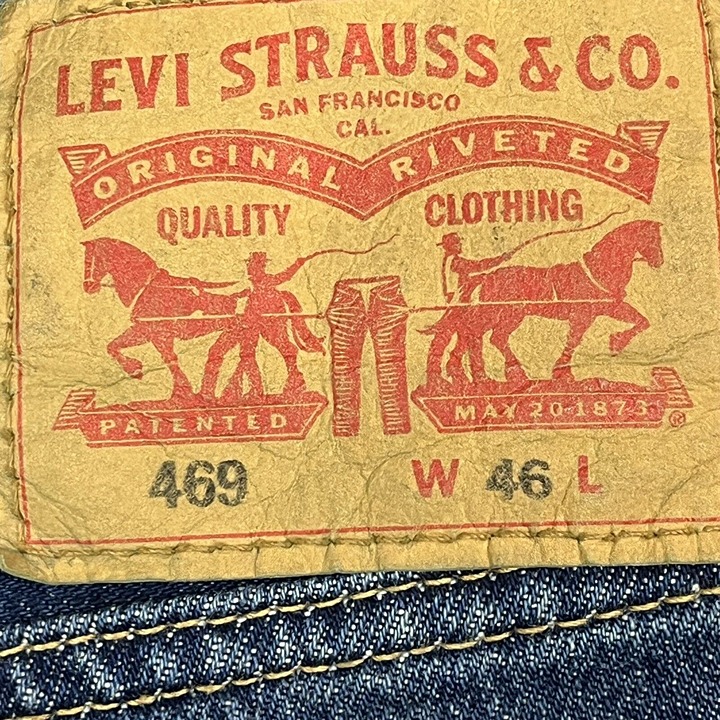 LEVI STRAUSS & CO.
SAN FRANCISCO
CAL.
ORIGINAL RIVETED
QUALITY CLOTHING
PATENTED MAY 20 1873 ®
469 W 46 L